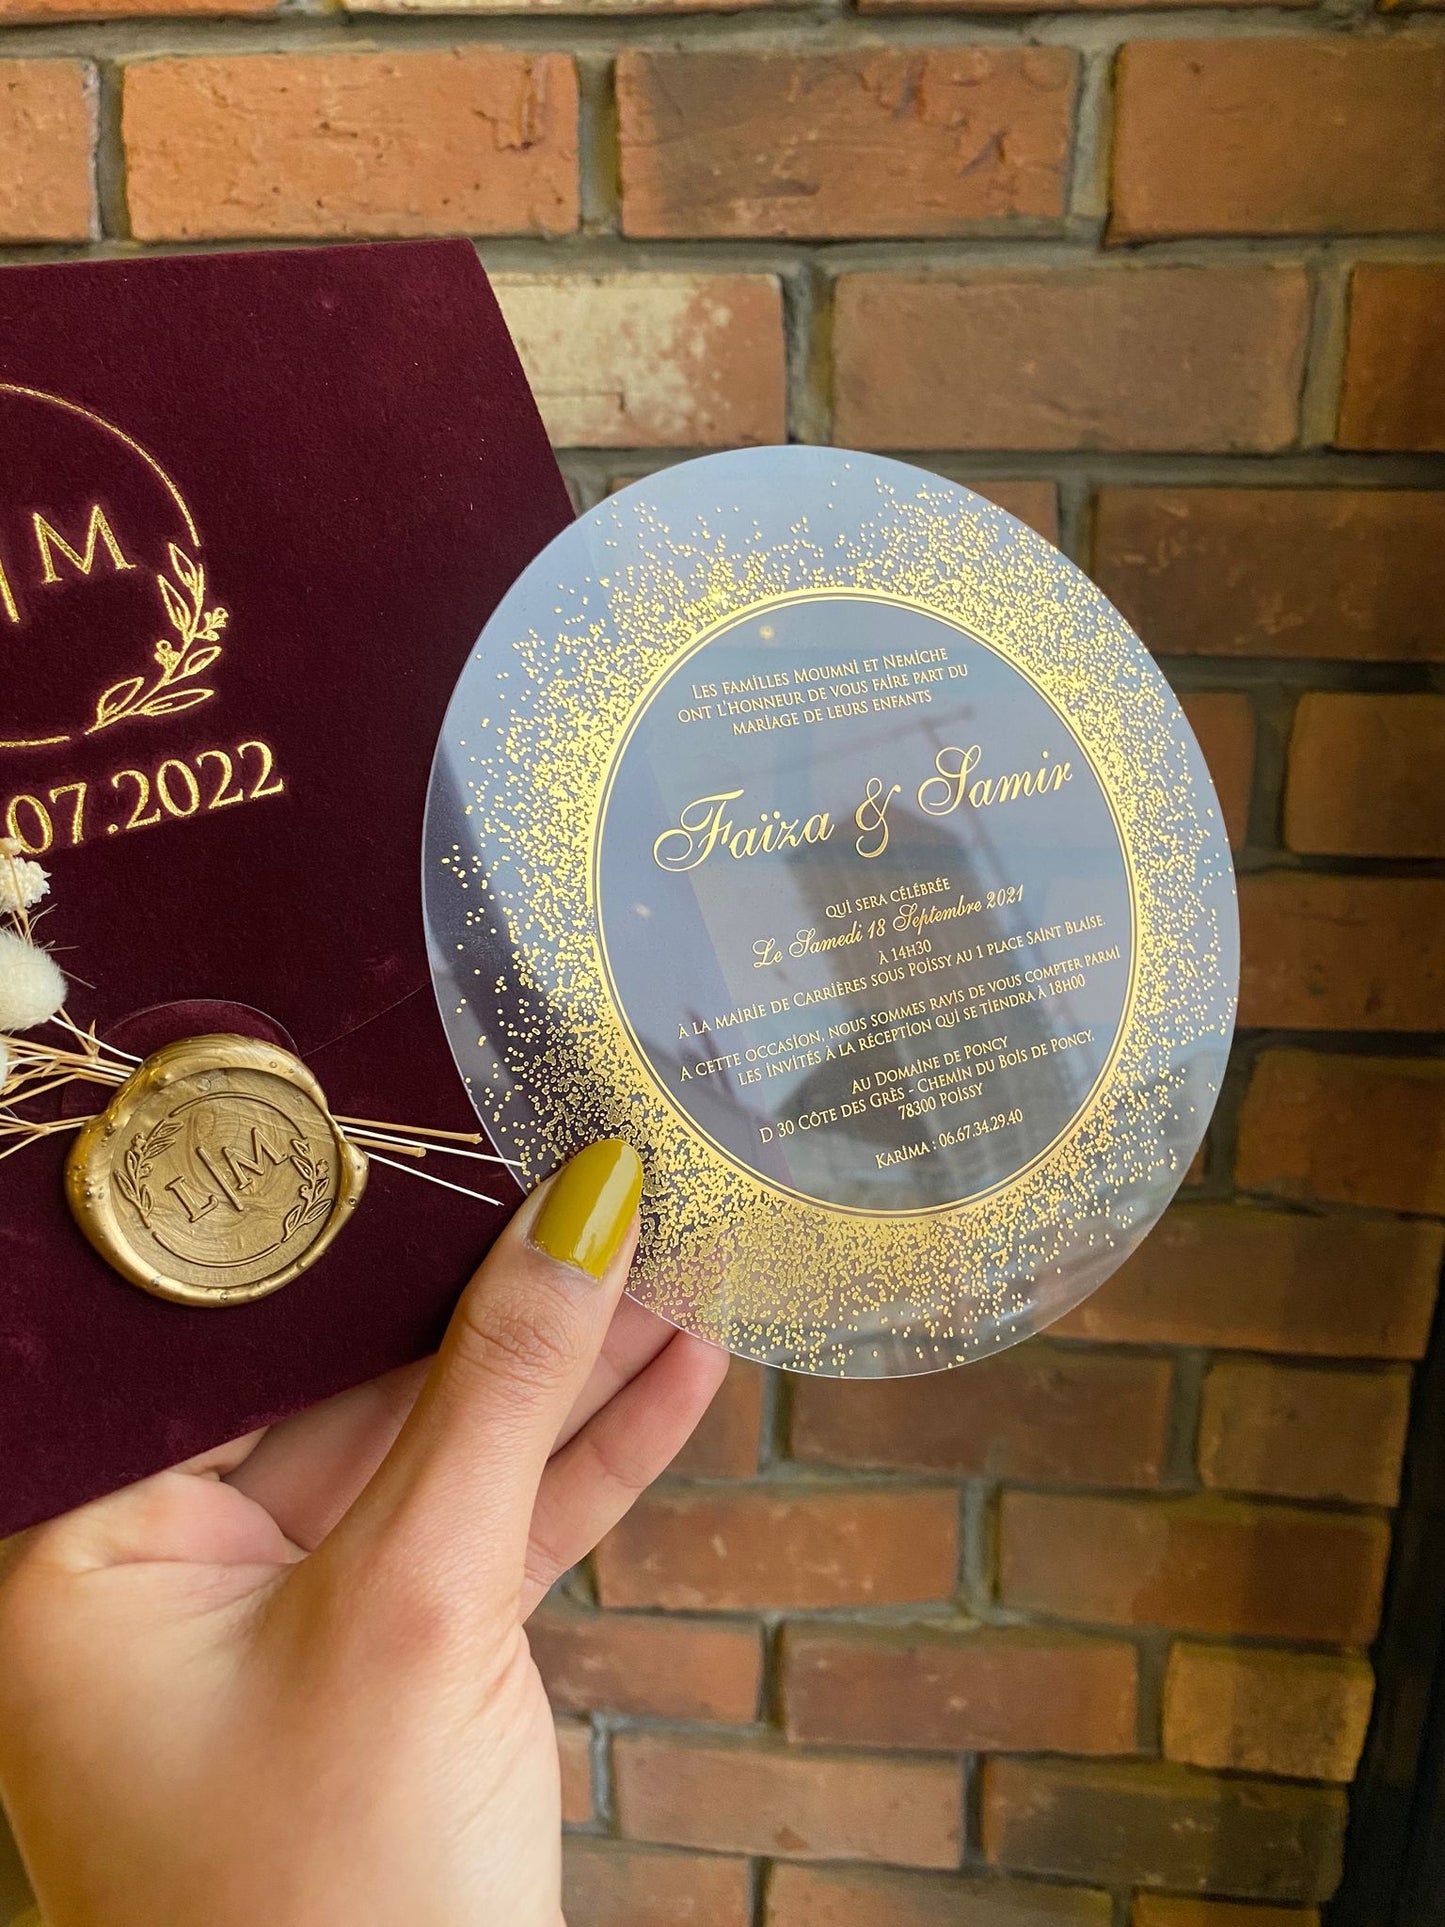 M
07.2022
L|M
Les familles Moumni et Nemiche
ont l'honneur de vous faire part du
mariage de leurs enfants
Faïza & Samir
qui sera célébrée
Le Samedi 18 Septembre 2021
à 14h30
à la mairie de Carrières sous Poissy au 1 place Saint Blaise.
A cette occasion, nous sommes ravis de vous compter parmi
les invités à la réception qui se tiendra à 18h00
au Domaine de Poncy
D 30 Côte des Grès - Chemin du Bois de Poncy,
78300 Poissy
Karima : 06.67.34.29.40